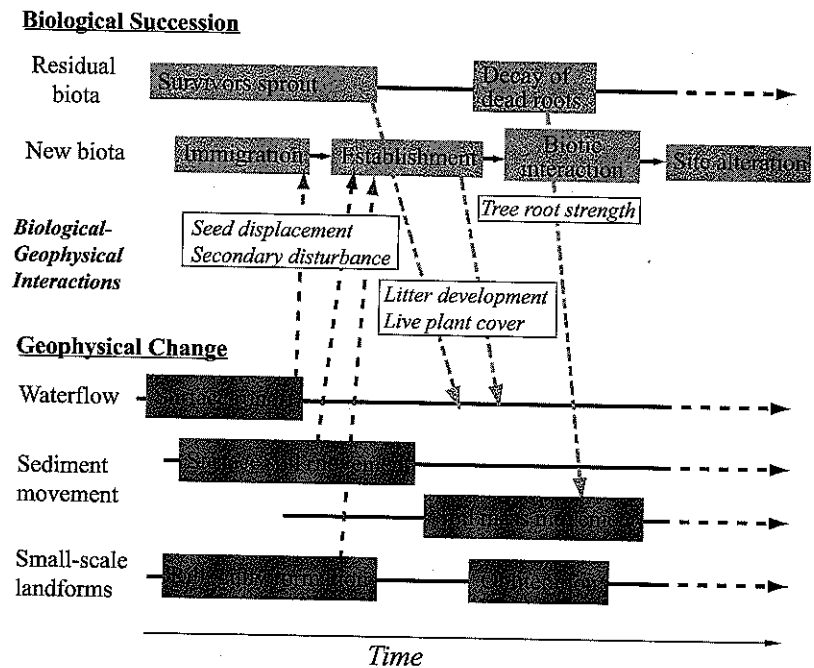 Biological Succession
Residual
biota
Survivors sprout
Decay of
dead roots
New biota
Immigration
Establishment
Biotic
interaction
Site alteration
Tree root strength
Biological-
Geophysical
Interactions
Seed displacement
Secondary disturbance
Litter development
Live plant cover
Geophysical Change
Waterflow
Sediment
movement
Small-scale
landforms
Time